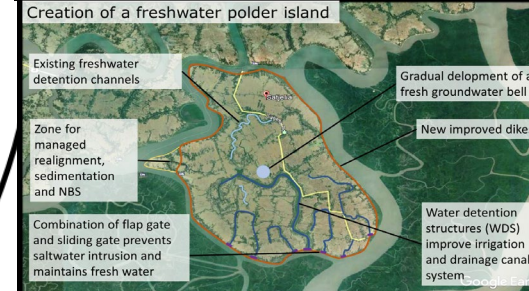 Creation of a freshwater polder island
Existing freshwater
detention channels
Gradual delopment of a
fresh groundwater bell
New improved dike
Zone for
managed
realignment,
sedimentation
and NBS
Combination of flap gate
and sliding gate prevents
saltwater intrusion and
maintains fresh water
Water detention
structures (WDS)
improve irrigation
and drainage canal
system
Google Ea